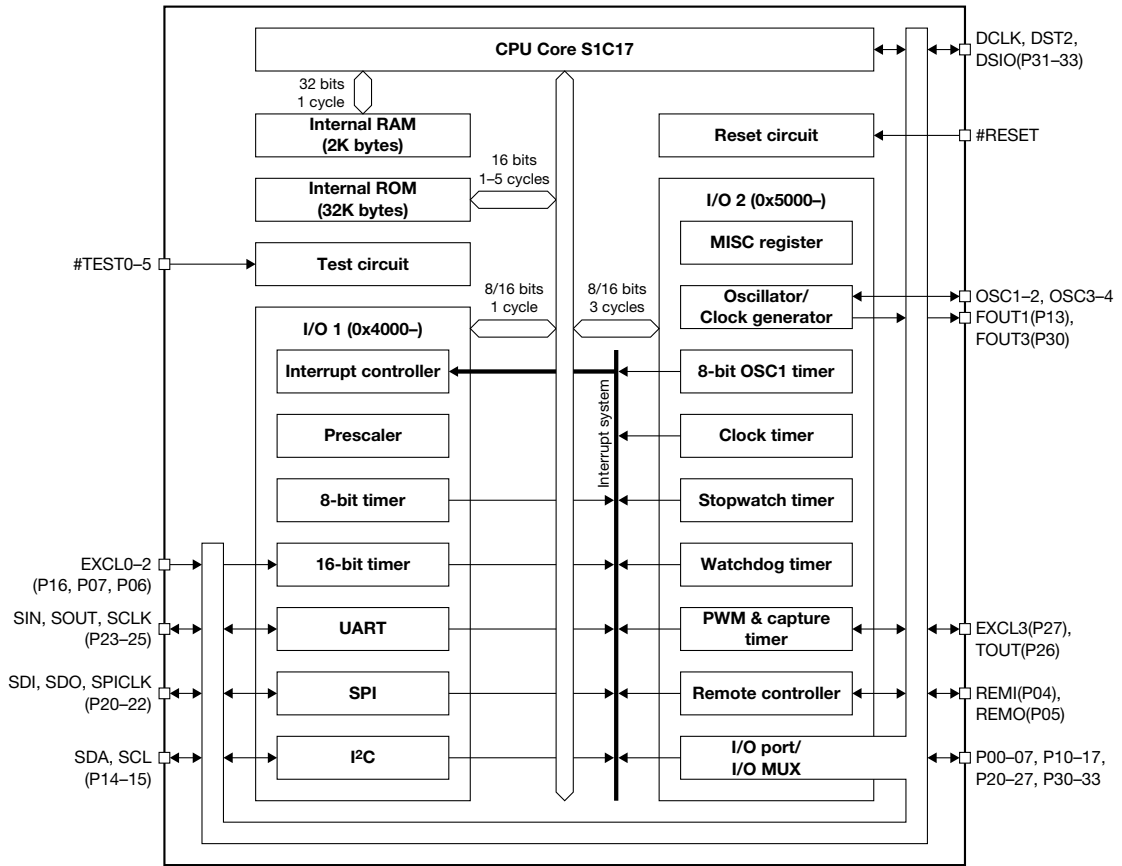 CPU Core S1C17
DCLK, DST2,
DSIO(P31–33)
32 bits
1 cycle
Internal RAM
(2K bytes)
Reset circuit
#RESET
16 bits
1–5 cycles
Internal ROM
(32K bytes)
I/O 2 (0x5000–)
MISC register
#TEST0–5
Test circuit
8/16 bits
1 cycle
8/16 bits
3 cycles
Oscillator/
Clock generator
OSC1–2, OSC3–4
FOUT1(P13),
FOUT3(P30)
I/O 1 (0x4000–)
Interrupt controller
Interrupt system
8-bit OSC1 timer
Prescaler
Clock timer
8-bit timer
Stopwatch timer
EXCL0–2
(P16, P07, P06)
16-bit timer
Watchdog timer
SIN, SOUT, SCLK
(P23–25)
UART
PWM & capture
timer
EXCL3(P27),
TOUT(P26)
SDI, SDO, SPICLK
(P20–22)
SPI
Remote controller
REMI(P04),
REMO(P05)
SDA, SCL
(P14–15)
I²C
I/O port/
I/O MUX
P00–07, P10–17,
P20–27, P30–33